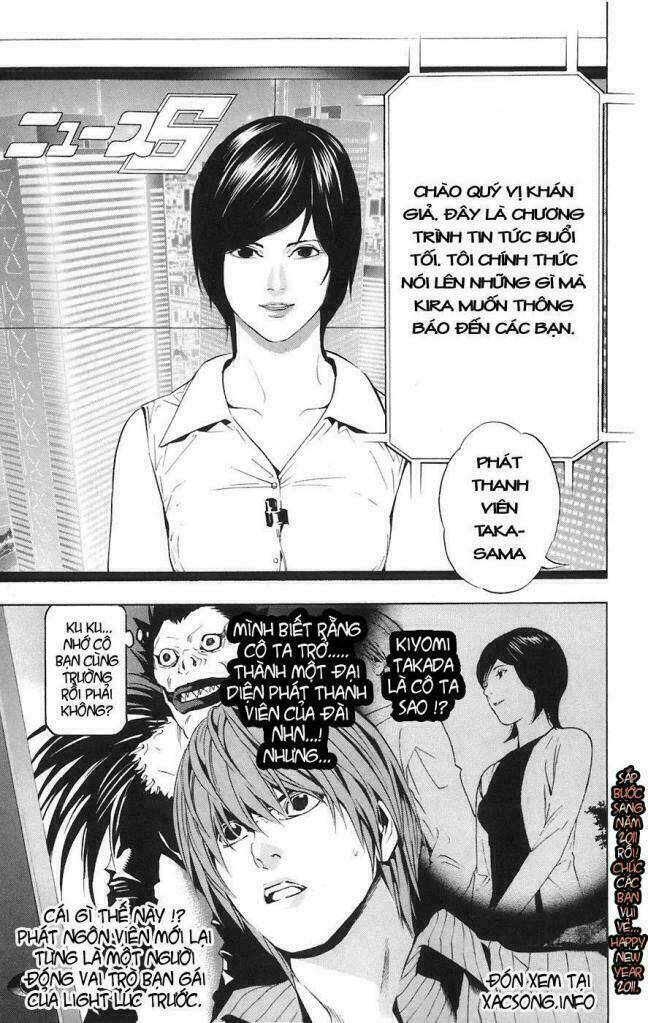 ニュースS
CHÀO QUÝ VỊ KHÁN
GIẢ, ĐÂY LÀ CHƯƠNG
TRÌNH TIN TỨC BUỔI
TỐI. TÔI CHÍNH THỨC
NÓI LÊN NHỮNG GÌ MÀ
KIRA MUỐN THÔNG
BÁO ĐẾN CÁC BẠN.
PHÁT
THANH
VIÊN
TAKA-
SAMA
KIYOMI
TAKADA
LÀ CÔ TA
SAO !?
MÌNH BIẾT RẰNG
CÔ TA TRỞ.....
THÀNH MỘT ĐẠI
DIỆN PHÁT THANH
VIÊN CỦA ĐÀI
NHN...!
NHƯNG...
KU KU...
NHỚ CÔ
BẠN CÙNG
TRƯỜNG
RỒI PHẢI
KHÔNG?
CÁI GÌ THẾ NÀY !?
PHÁT NGÔN VIÊN MỚI LẠI
TỪNG LÀ MỘT NGƯỜI
ĐÓNG VAI TRÒ BẠN GÁI
CỦA LIGHT LÚC TRƯỚC.
ĐÓN XEM TẠI
XACSONG.INFO
SẮP
BƯỚC
SANG
NĂM
2011
RỒI!
CHÚC
CÁC
BẠN
VUI
VẺ...
HAPPY
NEW
YEAR
2011.